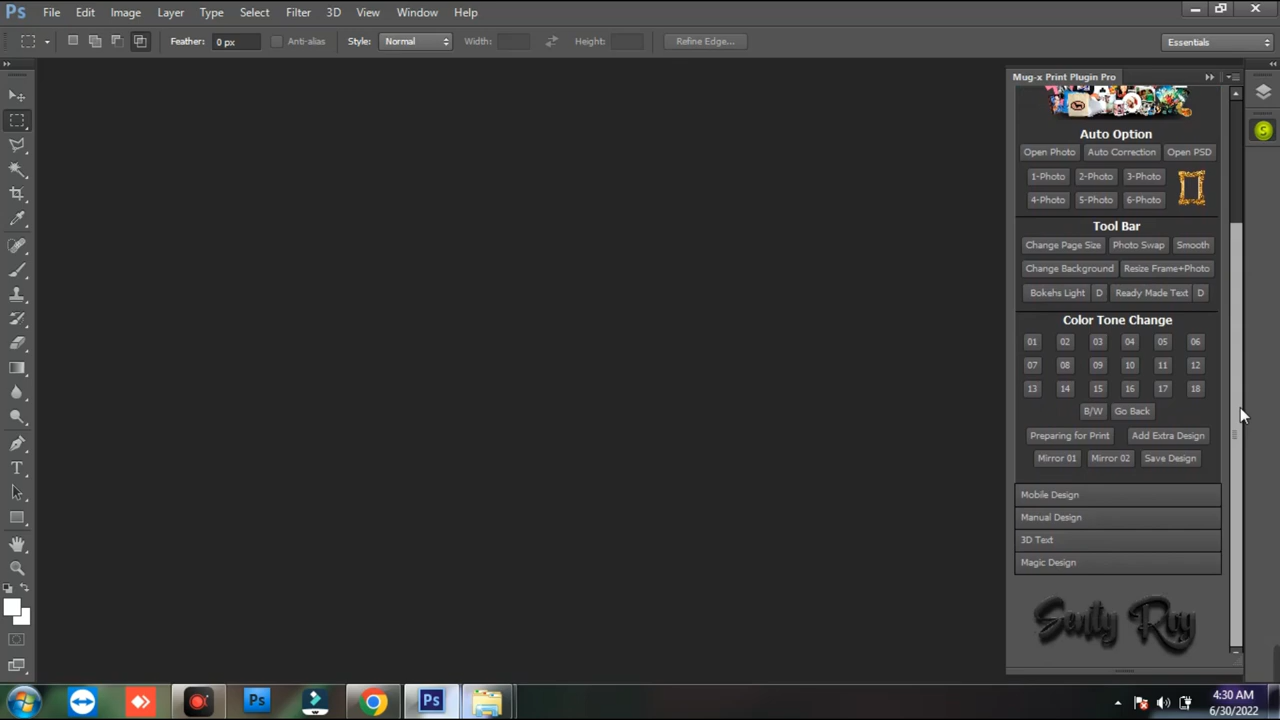 Ps File Edit Image Layer Type Select Filter 3D View Window Help
Feather: 0 px Anti-alias Style: Normal Width: Height: Refine Edge... Essentials
Mug-x Print Plugin Pro
Auto Option
Open Photo Auto Correction Open PSD
1-Photo 2-Photo 3-Photo
4-Photo 5-Photo 6-Photo
Tool Bar
Change Page Size Photo Swap Smooth
Change Background Resize Frame+Photo
Bokehs Light D Ready Made Text D
Color Tone Change
01 02 03 04 05 06
07 08 09 10 11 12
13 14 15 16 17 18
B/W Go Back
Preparing for Print Add Extra Design
Mirror 01 Mirror 02 Save Design
Mobile Design
Manual Design
3D Text
Magic Design
Senty Roy
Ps Ps
4:30 AM
6/30/2022